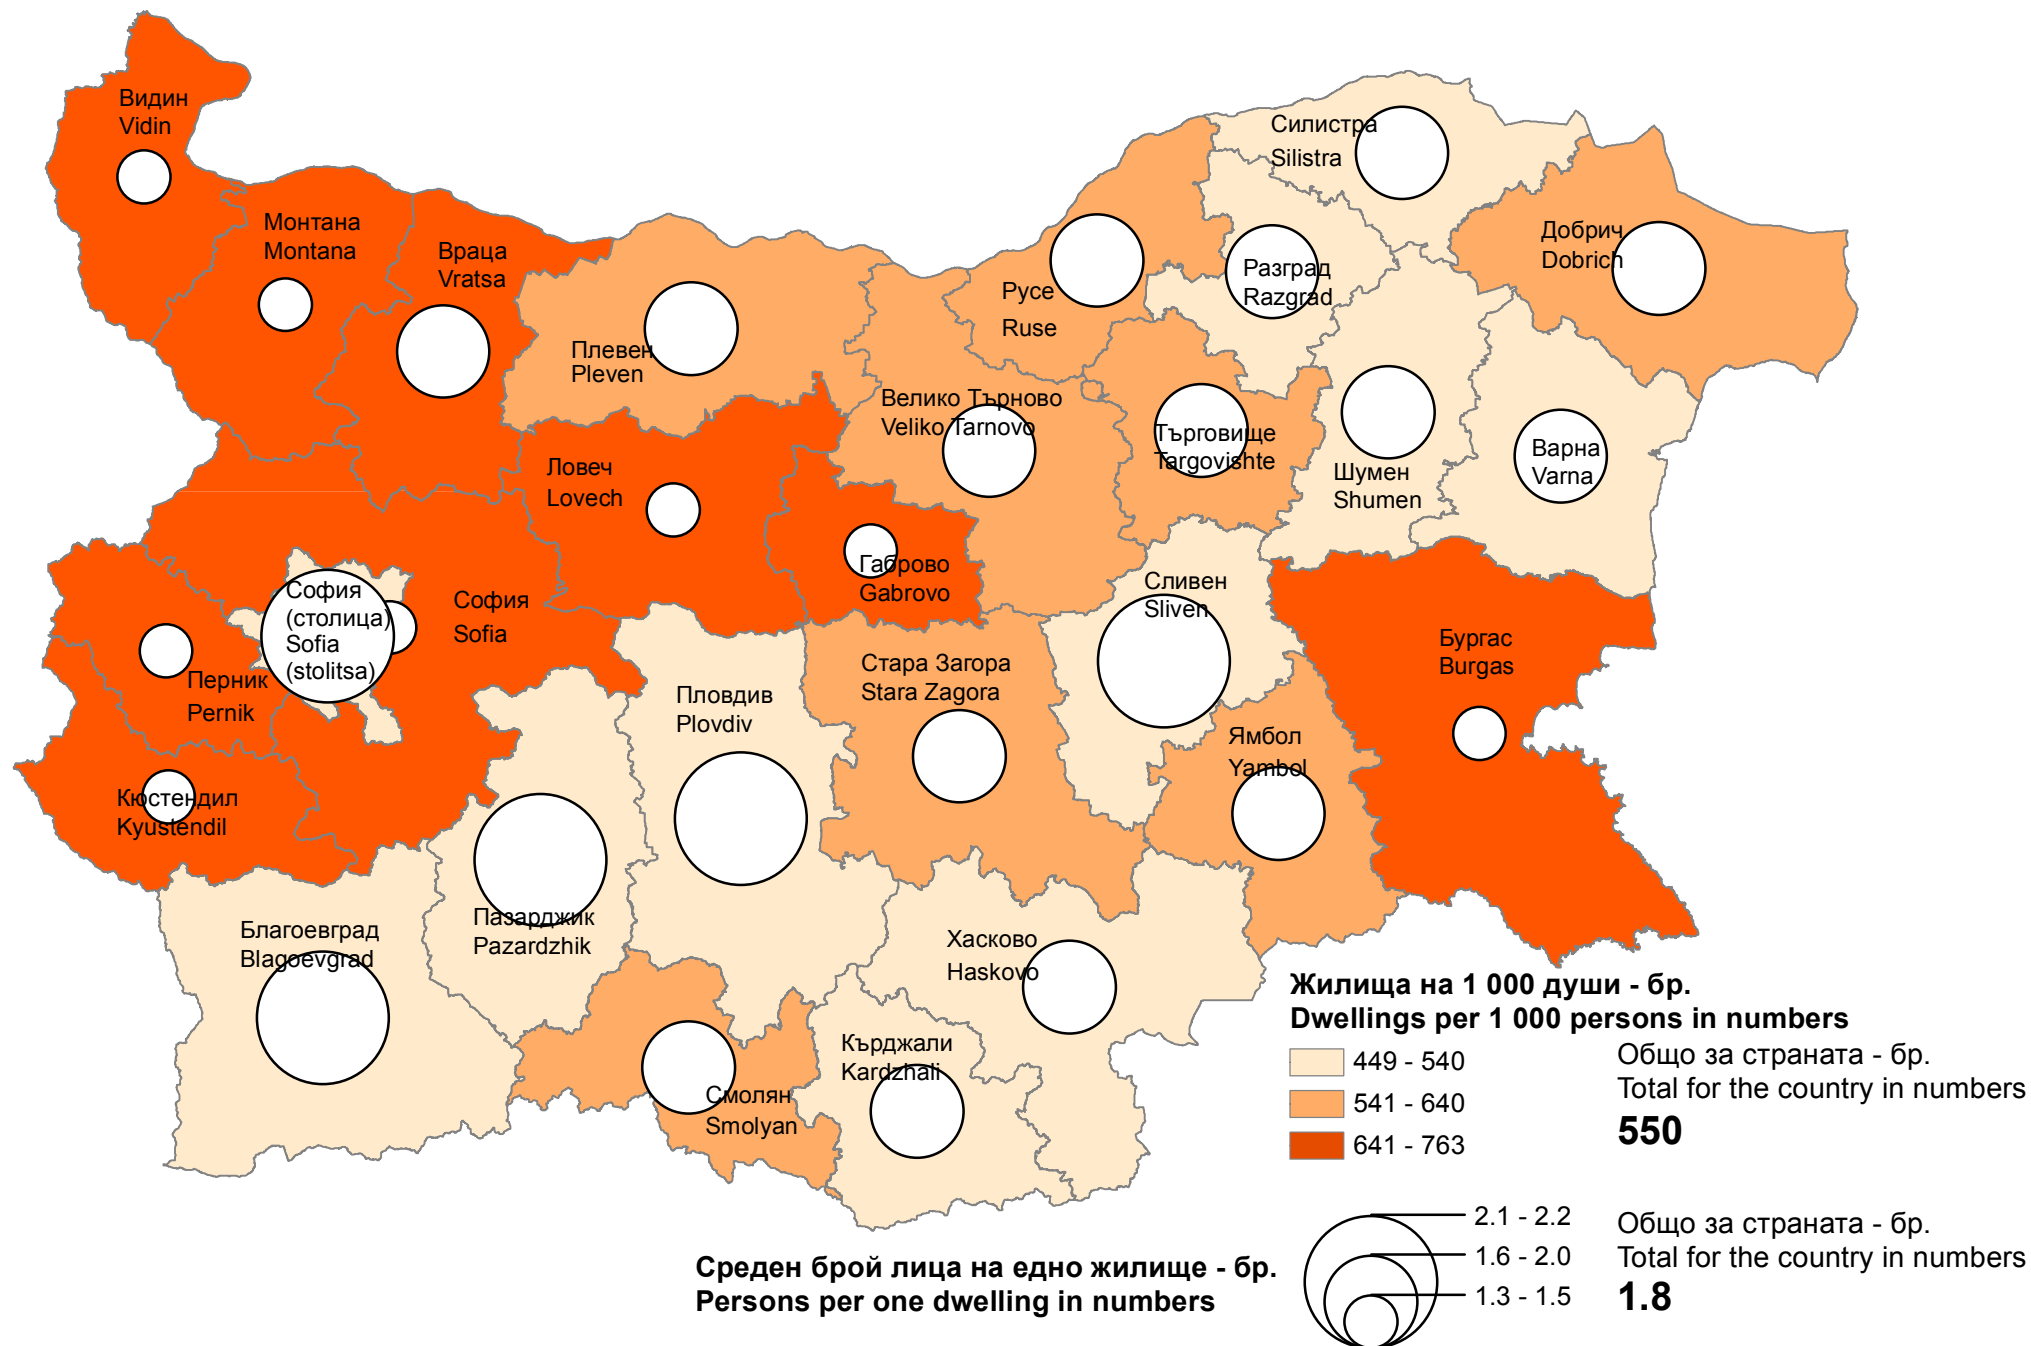 Видин
Vidin
Монтана
Montana
Враца
Vratsa
Плевен
Pleven
Силистра
Silistra
Добрич
Dobrich
Русе
Ruse
Разград
Razgrad
Велико Търново
Veliko Tarnovo
Търговище
Targovishte
Шумен
Shumen
Варна
Varna
Ловеч
Lovech
Габрово
Gabrovo
София
(столица)
Sofia
(stolitsa)
София
Sofia
Сливен
Sliven
Бургас
Burgas
Перник
Pernik
Пловдив
Plovdiv
Стара Загора
Stara Zagora
Ямбол
Yambol
Кюстендил
Kyustendil
Благоевград
Blagoevgrad
Пазарджик
Pazardzhik
Хасково
Haskovo
Смолян
Smolyan
Кърджали
Kardzhali
Жилища на 1 000 души - бр.
Dwellings per 1 000 persons in numbers
449 - 540
541 - 640
641 - 763
Общо за страната - бр.
Total for the country in numbers
550
Среден брой лица на едно жилище - бр.
Persons per one dwelling in numbers
2.1 - 2.2
1.6 - 2.0
1.3 - 1.5
Общо за страната - бр.
Total for the country in numbers
1.8